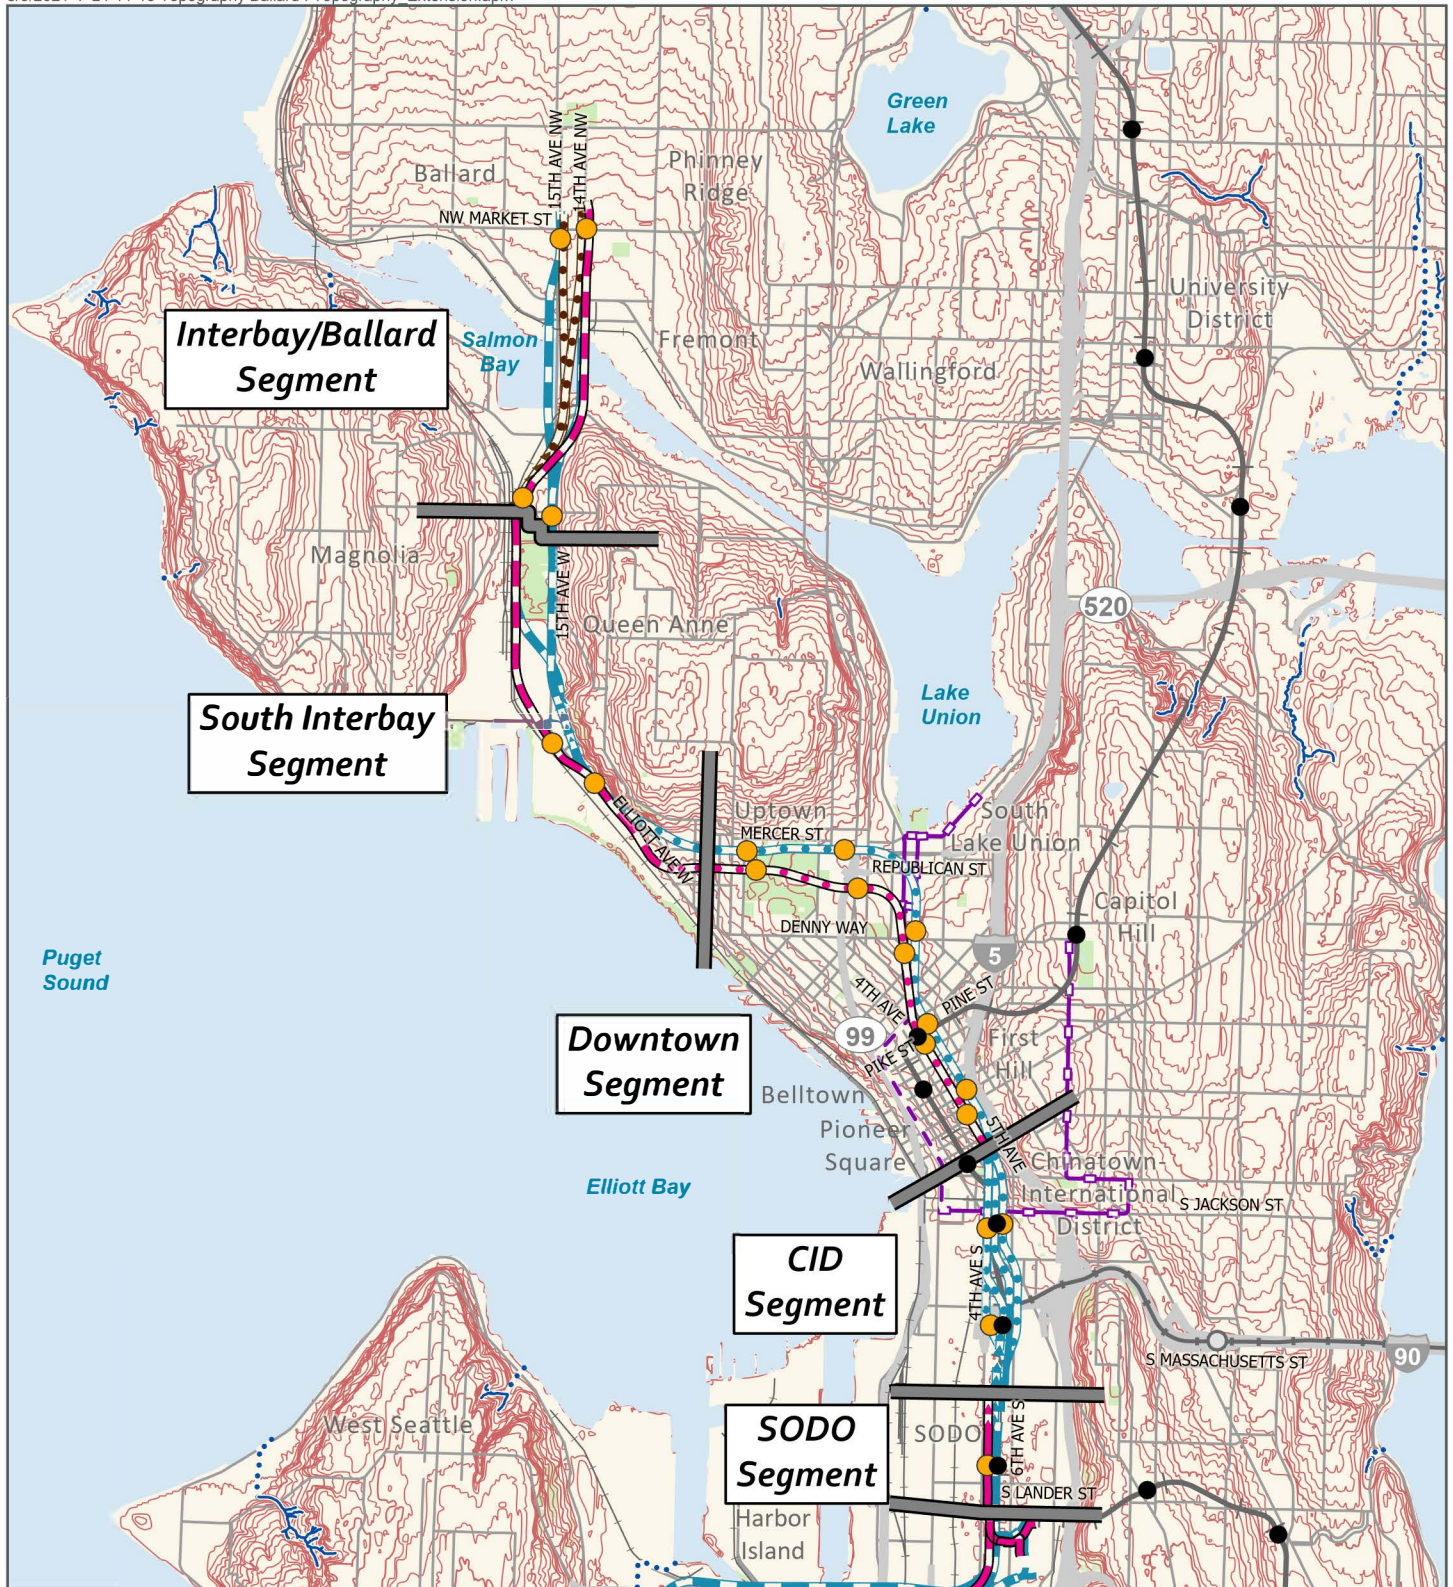 Green
Lake
15TH AVE NW
14TH AVE NW
Ballard
Phinney
Ridge
NW MARKET ST
University
District
Interbay/Ballard
Segment
Salmon
Bay
Fremont
Wallingford
Magnolia
15TH AVE W
Queen Anne
520
Lake
Union
South Interbay
Segment
ELLIOTT AVE W
Uptown
MERCER ST
South
Lake Union
REPUBLICAN ST
Capitol
Hill
DENNY WAY
5
Puget
Sound
4TH AVE
PINE ST
99
PIKE ST
First
Hill
Downtown
Segment
Belltown
Pioneer
Square
5TH AVE
Chinatown-
International
District
Elliott Bay
S JACKSON ST
CID
Segment
4TH AVE S
S MASSACHUSETTS ST
90
West Seattle
SODO
Segment
SODO
6TH AVE S
S LANDER ST
Harbor
Island